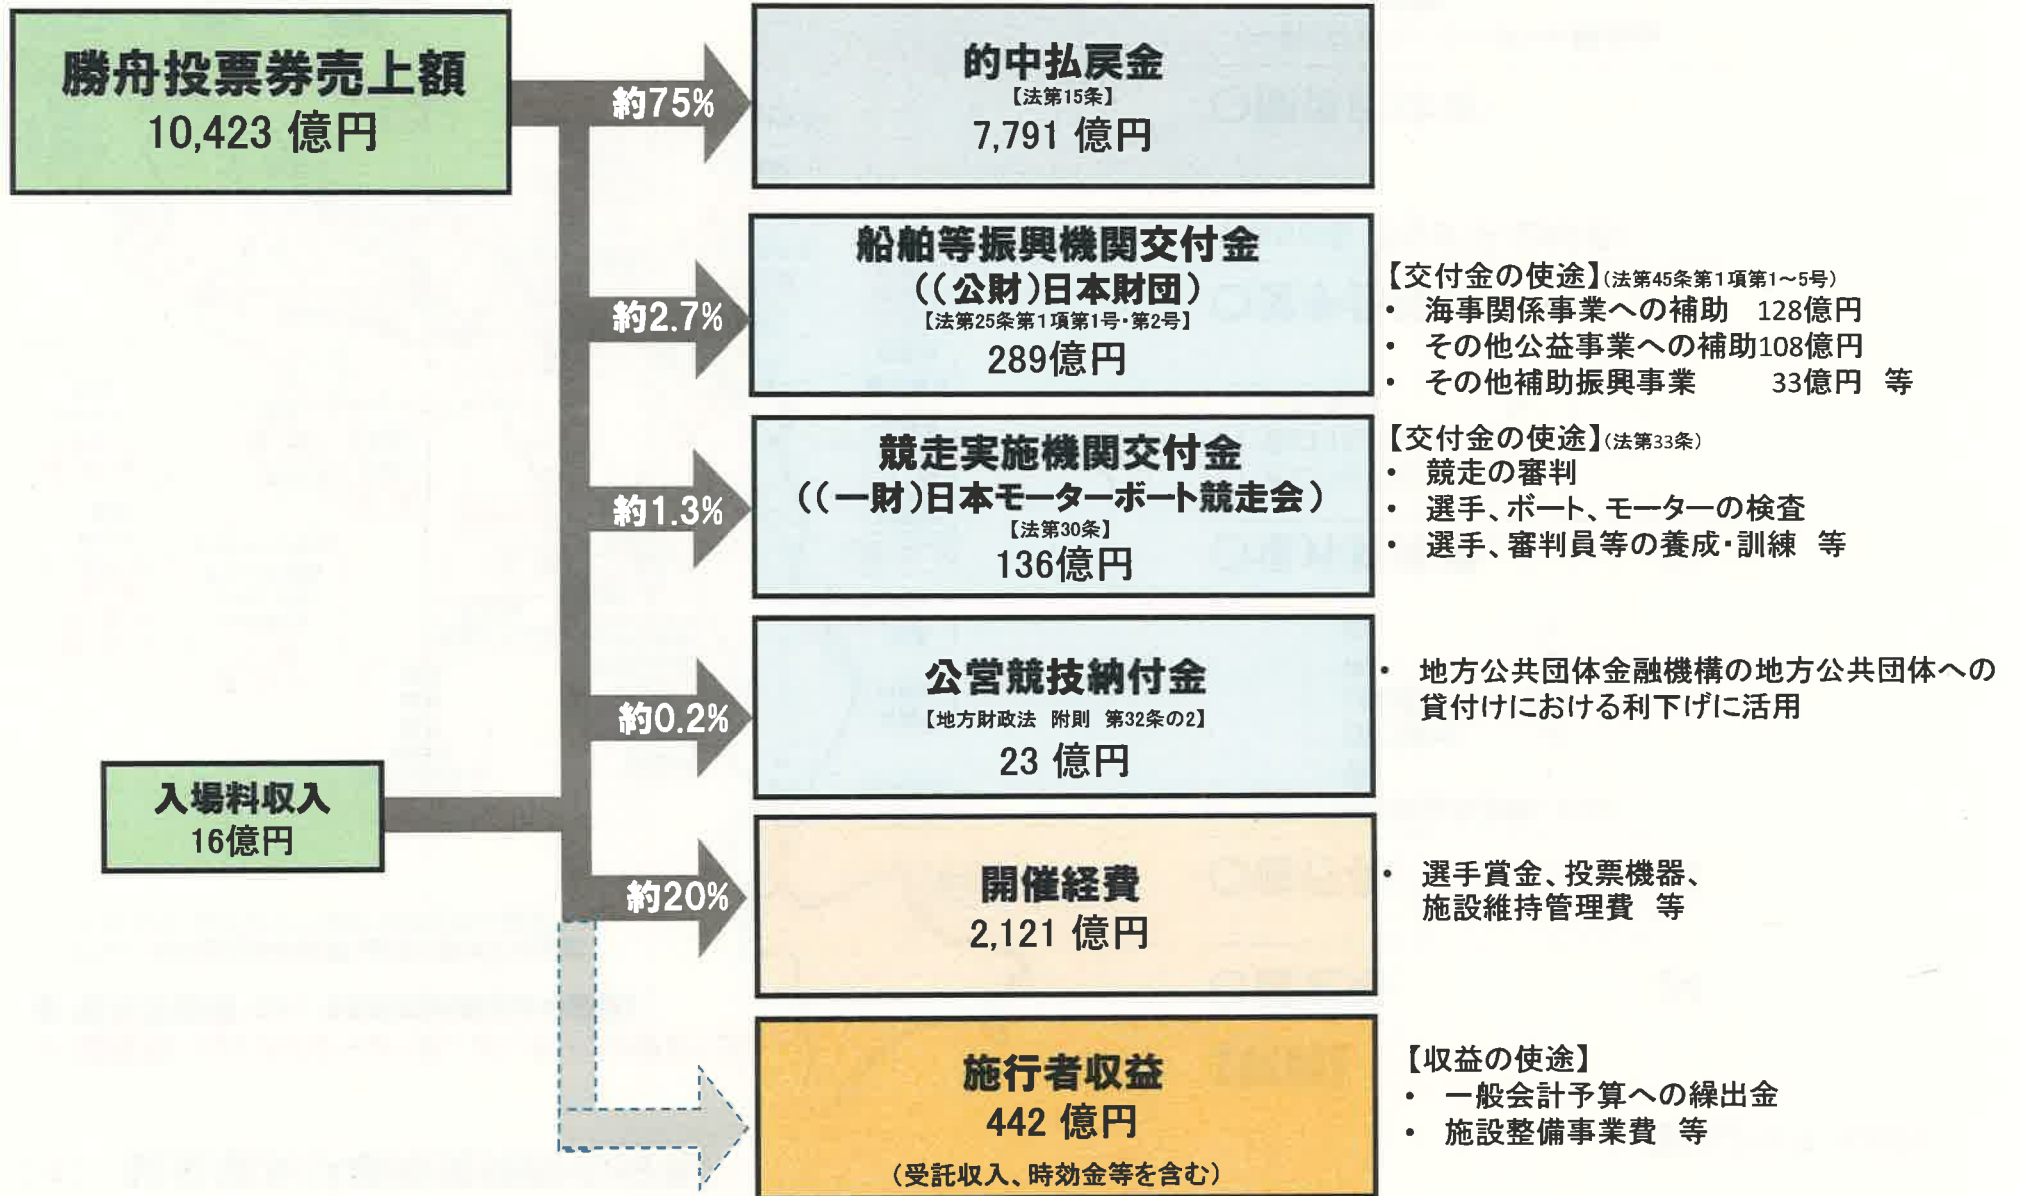 勝舟投票券売上額
10,423 億円
約75%
的中払戻金
【法第15条】
7,791 億円
約2.7%
船舶等振興機関交付金
((公財)日本財団)
【法第25条第1項第1号・第2号】
289億円
【交付金の使途】(法第45条第1項第1～5号)
・ 海事関係事業への補助 128億円
・ その他公益事業への補助108億円
・ その他補助振興事業 33億円 等
約1.3%
競走実施機関交付金
((一財)日本モーターボート競走会)
【法第30条】
136億円
【交付金の使途】(法第33条)
・ 競走の審判
・ 選手、ボート、モーターの検査
・ 選手、審判員等の養成・訓練 等
約0.2%
公営競技納付金
【地方財政法 附則 第32条の2】
23 億円
・ 地方公共団体金融機構の地方公共団体への
貸付けにおける利下げに活用
入場料収入
16億円
約20%
開催経費
2,121 億円
・ 選手賞金、投票機器、
施設維持管理費 等
施行者収益
442 億円
(受託収入、時効金等を含む)
【収益の使途】
・ 一般会計予算への繰出金
・ 施設整備事業費 等